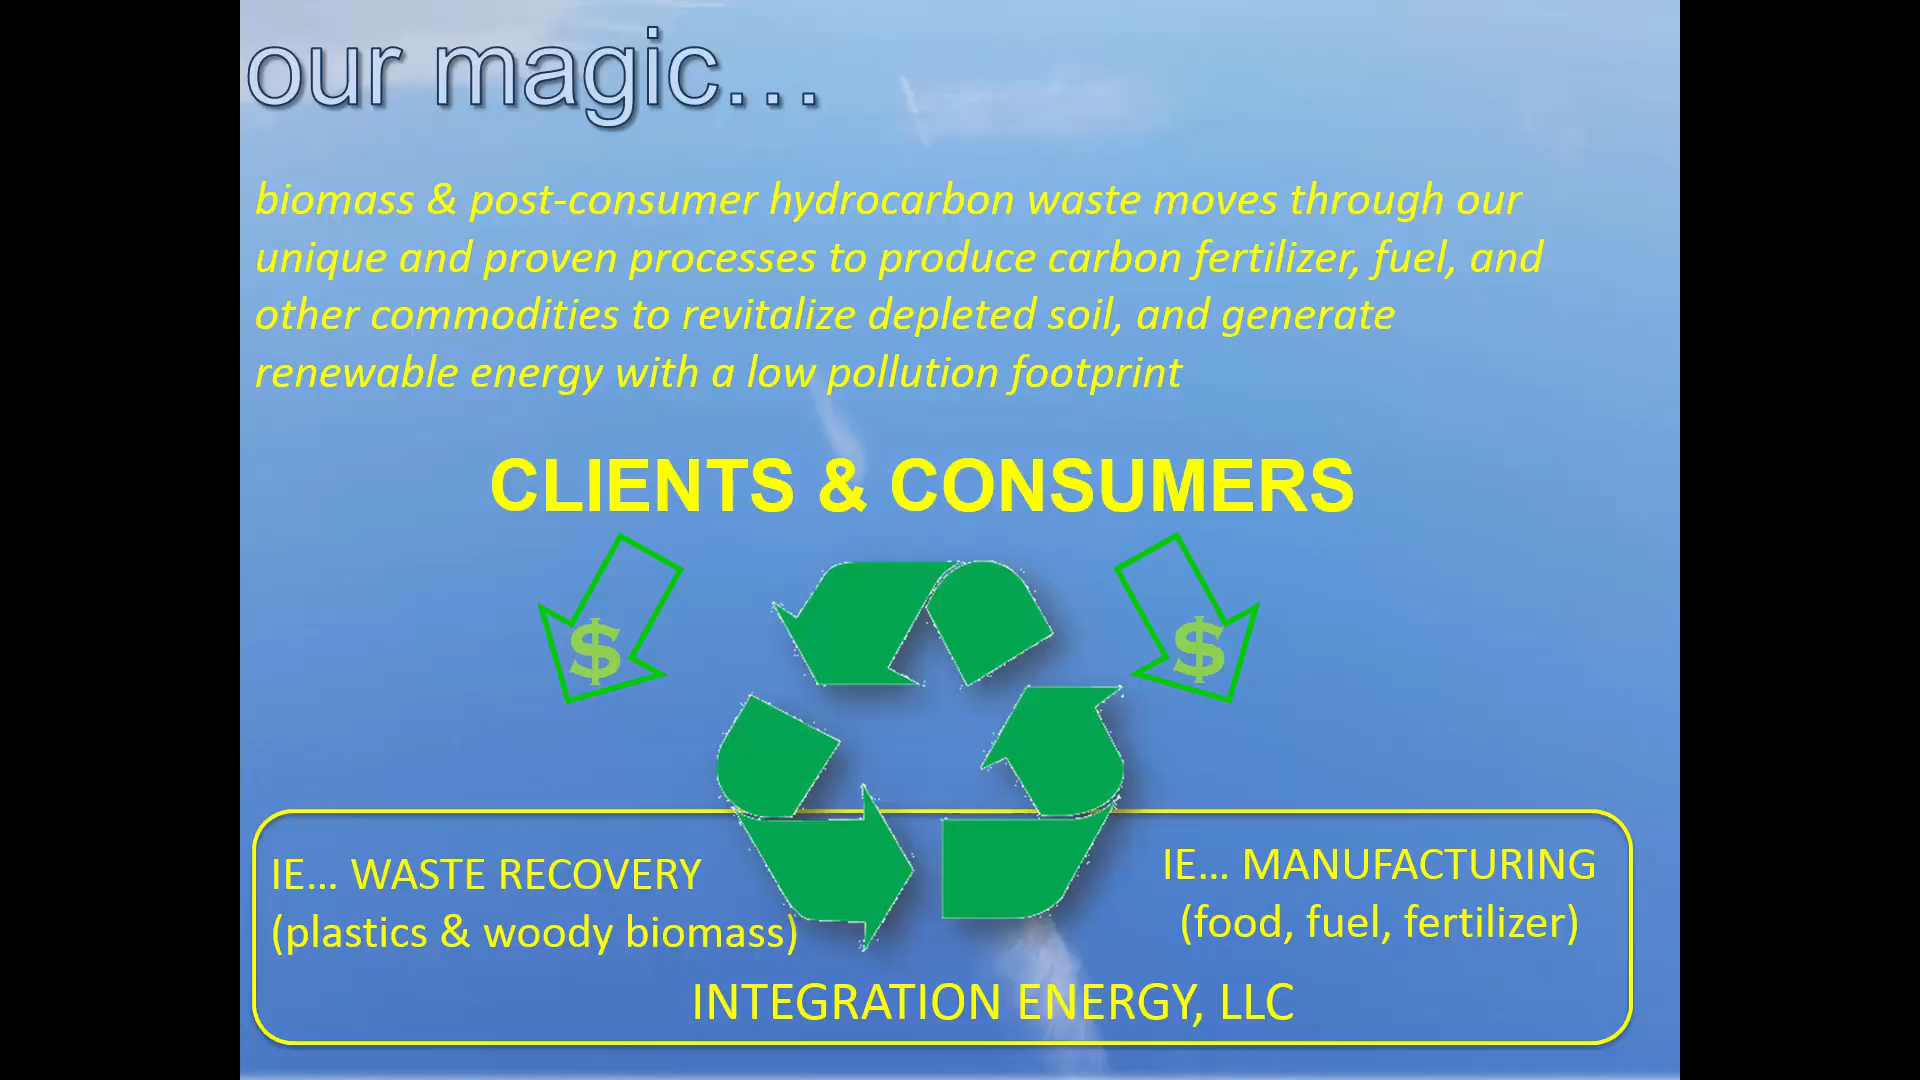 our magic...
biomass & post-consumer hydrocarbon waste moves through our
unique and proven processes to produce carbon fertilizer, fuel, and
other commodities to revitalize depleted soil, and generate
renewable energy with a low pollution footprint
CLIENTS & CONSUMERS
$ $
IE... WASTE RECOVERY
(plastics & woody biomass)
IE... MANUFACTURING
(food, fuel, fertilizer)
INTEGRATION ENERGY, LLC